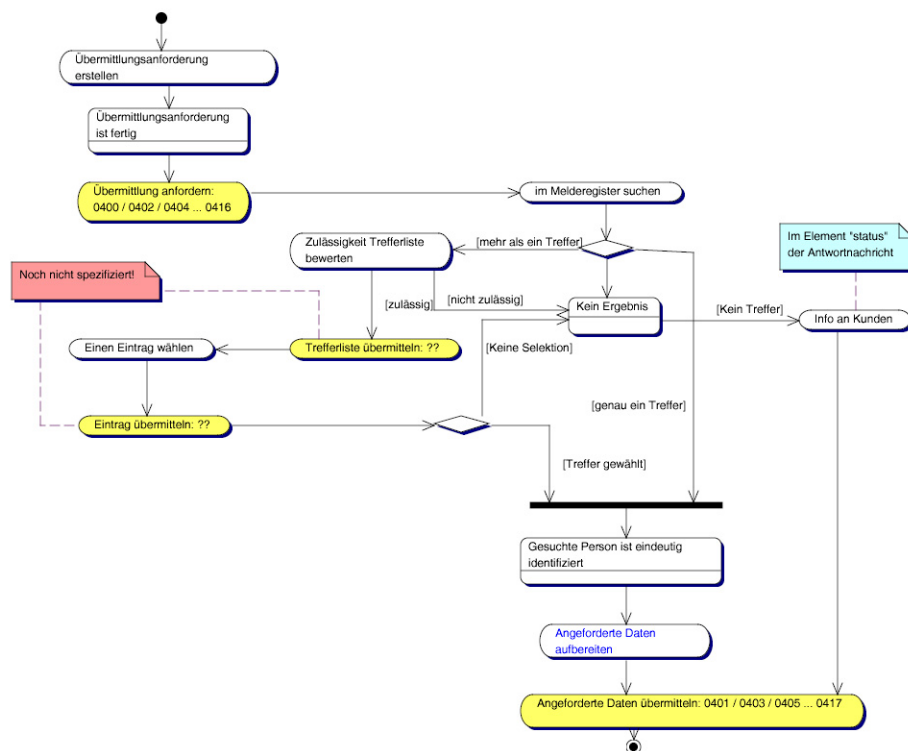 Übermittlungsanforderung
erstellen
Übermittlungsanforderung
ist fertig
Übermittlung anfordern:
0400 / 0402 / 0404 ... 0416
im Melderegister suchen
Im Element "status"
der Antwortnachricht
Zulässigkeit Trefferliste
bewerten
[mehr als ein Treffer]
Noch nicht spezifiziert!
[zulässig]
[nicht zulässig]
Kein Ergebnis
[Kein Treffer]
Info an Kunden
Einen Eintrag wählen
Trefferliste übermitteln: ??
[Keine Selektion]
[genau ein Treffer]
Eintrag übermitteln: ??
[Treffer gewählt]
Gesuchte Person ist eindeutig
identifiziert
Angeforderte Daten
aufbereiten
Angeforderte Daten übermitteln: 0401 / 0403 / 0405 ... 0417